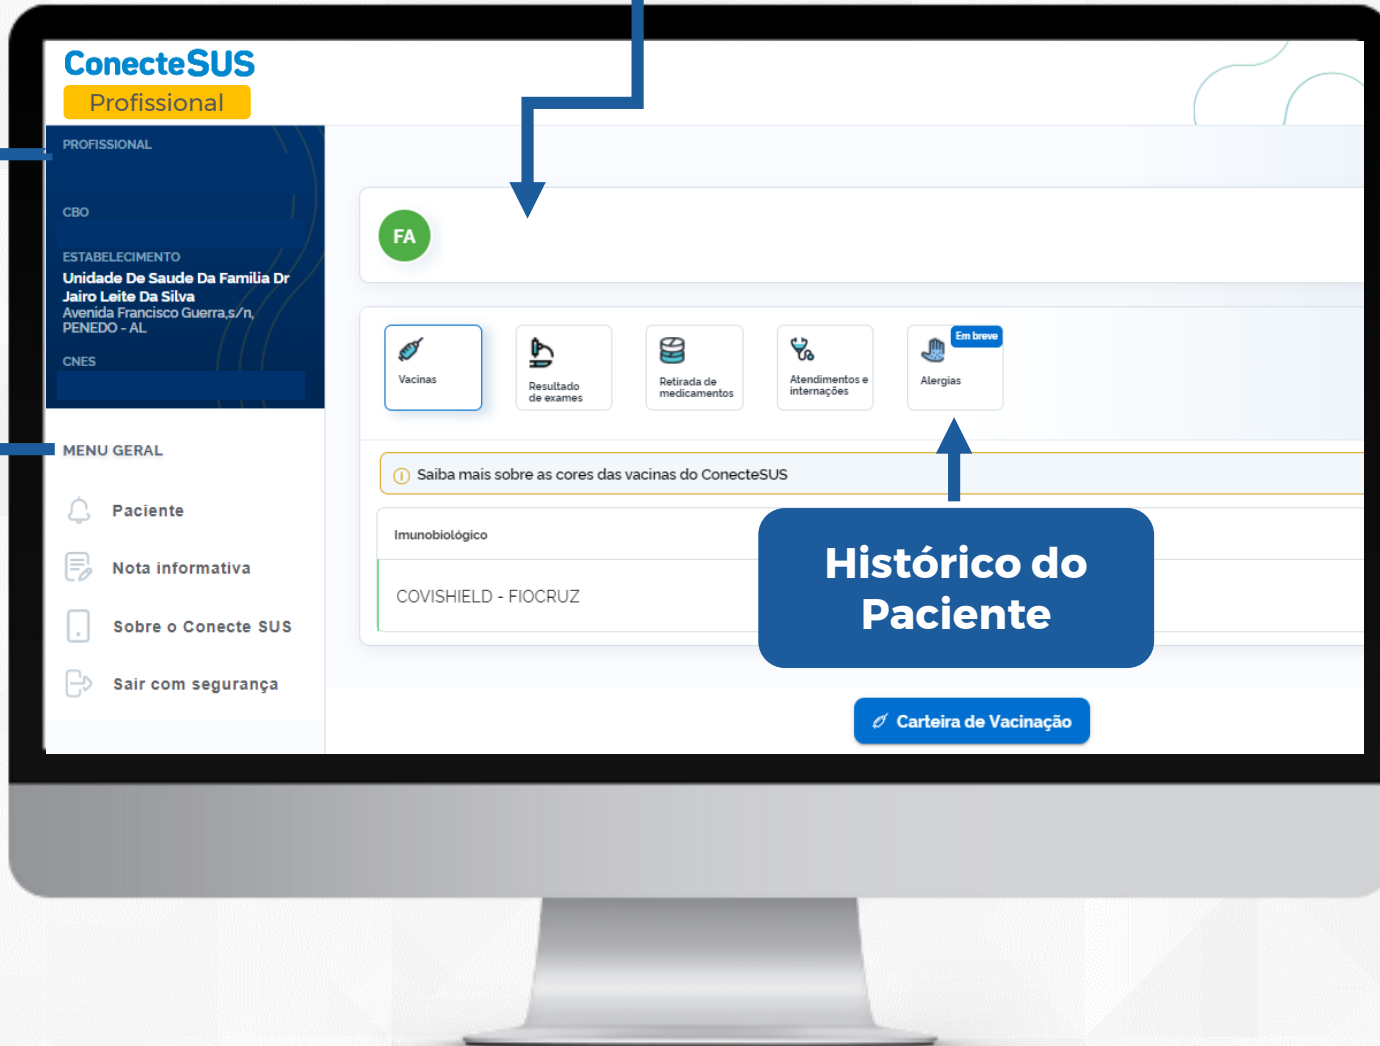 ConecteSUS
Profissional
PROFISSIONAL
CBO
ESTABELECIMENTO
Unidade De Saude Da Familia Dr
Jairo Leite Da Silva
Avenida Francisco Guerra,s/n,
PENEDO - AL
CNES
MENU GERAL
Paciente
Nota informativa
Sobre o Conecte SUS
Sair com segurança
FA
Vacinas
Resultado
de exames
Retirada de
medicamentos
Atendimentos e
internações
Em breve
Alergias
Saiba mais sobre as cores das vacinas do ConecteSUS
Imunobiológico
COVISHIELD - FIOCRUZ
Histórico do
Paciente
Carteira de Vacinação